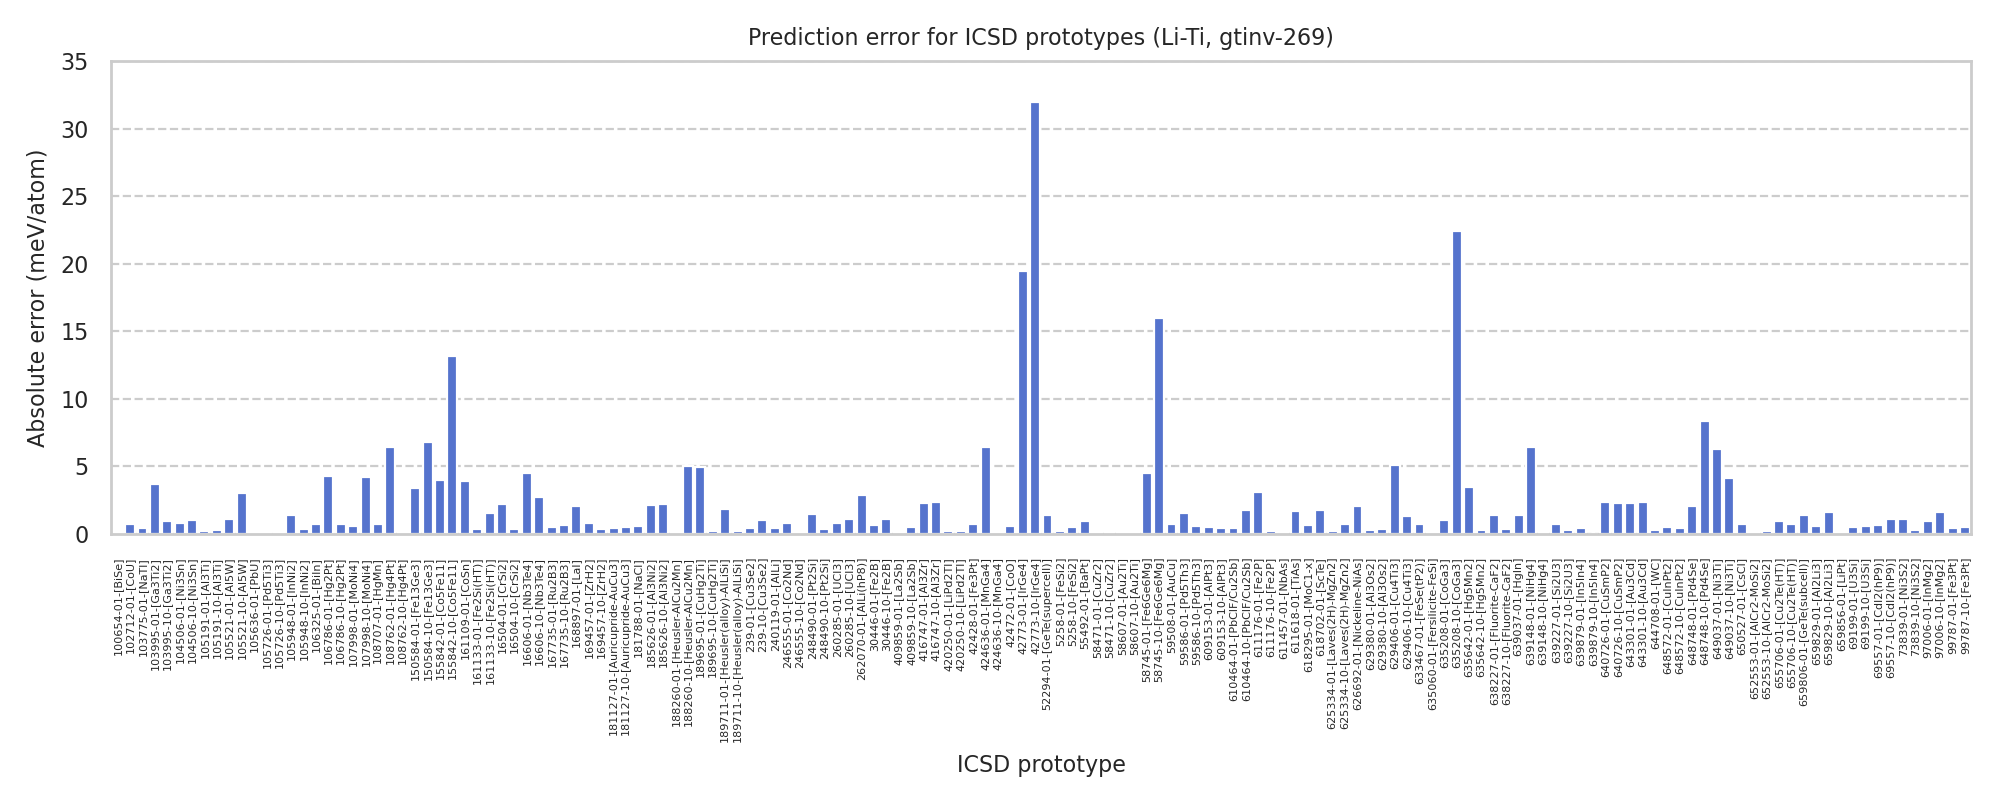 Prediction error for ICSD prototypes (Li-Ti, gtinv-269)
Absolute error (meV/atom)
35
30
25
20
15
10
5
0
100654-01-[BiSe]
102712-01-[CoU]
103775-01-[NaTl]
103995-01-[Ga3Ti2]
103995-10-[Ga3Ti2]
104506-01-[Ni3Sn]
104506-10-[Ni3Sn]
105191-01-[Al3Ti]
105191-10-[Al3Ti]
105521-01-[Al5W]
105521-10-[Al5W]
105636-01-[PbU]
105726-01-[Pd5Ti3]
105726-10-[Pd5Ti3]
105948-01-[InNi2]
105948-10-[InNi2]
106325-01-[BiIn]
106786-01-[Hg2Pt]
106786-10-[Hg2Pt]
107998-01-[MoNi4]
107998-10-[MoNi4]
108707-01-[HgMn]
108762-01-[Hg4Pt]
108762-10-[Hg4Pt]
150584-01-[Fe13Ge3]
150584-10-[Fe13Ge3]
155842-01-[Co5Fe11]
155842-10-[Co5Fe11]
161109-01-[CoSn]
161133-01-[Fe2Si(HT)]
161133-10-[Fe2Si(HT)]
16504-01-[CrSi2]
16504-10-[CrSi2]
16606-01-[Nb3Te4]
16606-10-[Nb3Te4]
167735-01-[Ru2B3]
167735-10-[Ru2B3]
168897-01-[LaI]
169457-01-[ZrH2]
169457-10-[ZrH2]
181127-01-[Auricupride-AuCu3]
181127-10-[Auricupride-AuCu3]
181788-01-[NaCl]
185626-01-[Al3Ni2]
185626-10-[Al3Ni2]
188260-01-[Heusler-AlCu2Mn]
188260-10-[Heusler-AlCu2Mn]
189695-01-[CuHg2Ti]
189695-10-[CuHg2Ti]
189711-01-[Heusler(alloy)-AlLiSi]
189711-10-[Heusler(alloy)-AlLiSi]
239-01-[Cu3Se2]
239-10-[Cu3Se2]
240119-01-[AlLi]
246555-01-[Co2Nd]
246555-10-[Co2Nd]
248490-01-[Pt2Si]
248490-10-[Pt2Si]
260285-01-[UCl3]
260285-10-[UCl3]
262070-01-[AlLi(hP8)]
30446-01-[Fe2B]
30446-10-[Fe2B]
409859-01-[La2Sb]
409859-10-[La2Sb]
416747-01-[Al3Zr]
416747-10-[Al3Zr]
420250-01-[LiPd2Tl]
420250-10-[LiPd2Tl]
42428-01-[Fe3Pt]
424636-01-[MnGa4]
424636-10-[MnGa4]
42472-01-[CoO]
42773-01-[IrGe4]
42773-10-[IrGe4]
52294-01-[GeTe(supercell)]
5258-01-[FeSi2]
5258-10-[FeSi2]
55492-01-[BaPt]
58471-01-[CuZr2]
58471-10-[CuZr2]
58607-01-[Au2Ti]
58607-10-[Au2Ti]
58745-01-[Fe6Ge6Mg]
58745-10-[Fe6Ge6Mg]
59508-01-[AuCu]
59586-01-[Pd5Th3]
59586-10-[Pd5Th3]
609153-01-[AlPt3]
609153-10-[AlPt3]
610464-01-[PbClF/Cu2Sb]
610464-10-[PbClF/Cu2Sb]
611176-01-[Fe2P]
611176-10-[Fe2P]
611457-01-[NbAs]
611618-01-[TiAs]
618295-01-[MoC1-x]
618702-01-[ScTe]
625334-01-[Laves(2H)-MgZn2]
625334-10-[Laves(2H)-MgZn2]
626692-01-[Nickeline-NiAs]
629380-01-[Al3Os2]
629380-10-[Al3Os2]
629406-01-[Cu4Ti3]
629406-10-[Cu4Ti3]
633467-01-[FeSe(tP2)]
635060-01-[Fersilicite-FeSi]
635208-01-[CoGa3]
635208-10-[CoGa3]
635642-01-[Hg5Mn2]
635642-10-[Hg5Mn2]
638227-01-[Fluorite-CaF2]
638227-10-[Fluorite-CaF2]
639037-01-[HgIn]
639148-01-[NiHg4]
639148-10-[NiHg4]
639227-01-[Si2U3]
639227-10-[Si2U3]
639879-01-[In5In4]
639879-10-[In5In4]
640726-01-[CuSmP2]
640726-10-[CuSmP2]
643301-01-[Au3Cd]
643301-10-[Au3Cd]
644708-01-[WC]
648572-01-[CuInPt2]
648572-10-[CuInPt2]
648748-01-[Pd4Se]
648748-10-[Pd4Se]
649037-01-[Ni3Ti]
649037-10-[Ni3Ti]
650527-01-[CsCl]
652553-01-[AlCr2-MoSi2]
652553-10-[AlCr2-MoSi2]
655706-01-[Cu2Te(HT)]
655706-10-[Cu2Te(HT)]
659806-01-[GeTe(subcell)]
659829-01-[Al2Li3]
659829-10-[Al2Li3]
659856-01-[LiPt]
69199-01-[U3Si]
69199-10-[U3Si]
69557-01-[CdI2(hP9)]
69557-10-[CdI2(hP9)]
73839-01-[Ni3S2]
73839-10-[Ni3S2]
97006-01-[InMg2]
97006-10-[InMg2]
99787-01-[Fe3Pt]
99787-10-[Fe3Pt]
ICSD prototype